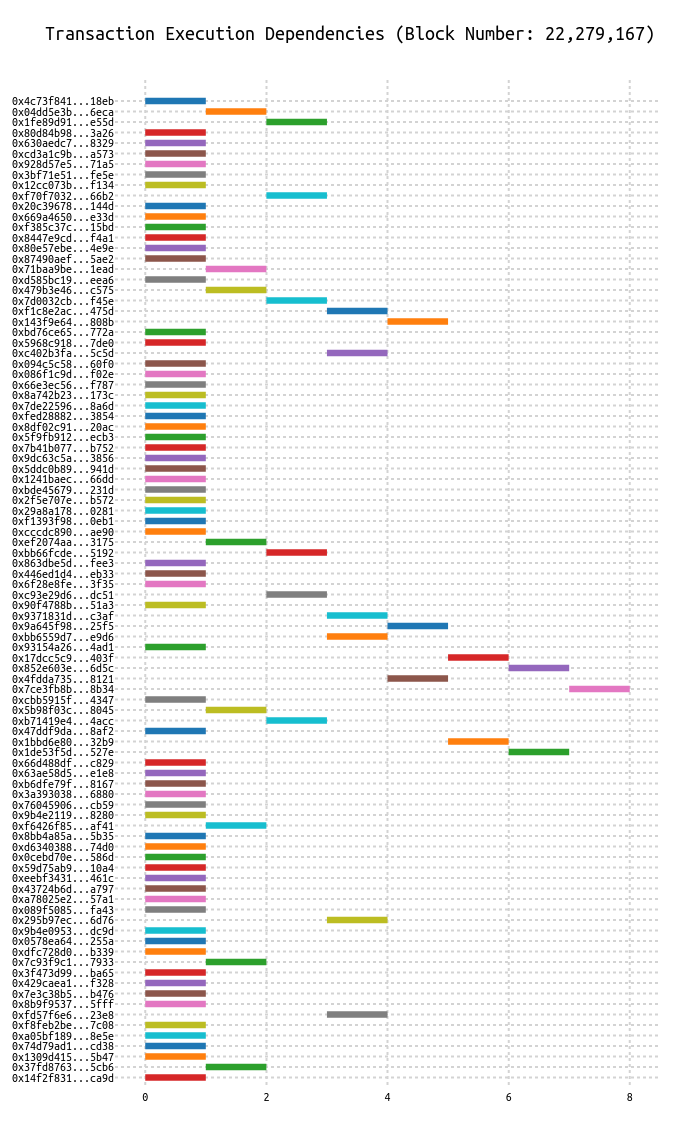 Transaction Execution Dependencies (Block Number: 22,279,167)
0x4c73f841...18eb
0x04dd5e3b...6eca
0x1fe89d91...e55d
0x80d84b98...3a26
0x630aedc7...8329
0xcd3a1c9b...a573
0x928d57e5...71a5
0x3bf71e51...fe5e
0x12cc073b...f134
0xf70f7032...66b2
0x20c39678...144d
0x669a4650...e33d
0xf385c37c...15bd
0x8447e9cd...f4a1
0x80e57ebe...4e9e
0x87490aef...5ae2
0x71baa9be...1ead
0xd585bc19...eea6
0x479b3e46...c575
0x7d0032cb...f45e
0xf1c8e2ac...475d
0x143f9e64...808b
0xbd76ce65...772a
0x5968c918...7de0
0xc402b3fa...5c5d
0x094c5c58...60f0
0x086f1c9d...f02e
0x66e3ec56...f787
0x8a742b23...173c
0x7de22596...8a6d
0xfed28882...3854
0x8df02c91...20ac
0x5f9fb912...ecb3
0x7b41b077...b752
0x9dc63c5a...3856
0x5ddc0b89...941d
0x1241baec...66dd
0xbde45679...231d
0x2f5e707e...b572
0x29a8a178...0281
0xf1393f98...0eb1
0xcccdc890...ae90
0xef2074aa...3175
0xbb66fcde...5192
0x863dbe5d...fee3
0x446ed1d4...eb33
0x6f28e8fe...3f35
0xc93e29d6...dc51
0x90f4788b...51a3
0x9371831d...c3af
0x9a645f98...25f5
0xbb6559d7...e9d6
0x93154a26...4ad1
0x17dcc5c9...403f
0x852e603e...6d5c
0x4fdda735...8121
0x7ce3fb8b...8b34
0xcbb5915f...4347
0x5b98f03c...8045
0xb71419e4...4acc
0x47ddf9da...8af2
0x1bbd6e80...32b9
0x1de53f5d...527e
0x66d488df...c829
0x63ae58d5...e1e8
0xb6dfe79f...8167
0x3a393038...6880
0x76045906...cb59
0x9b4e2119...8280
0xf6426f85...af41
0x8bb4a85a...5b35
0xd6340388...74d0
0x0cebd70e...586d
0x59d75ab9...10a4
0xeebf3431...461c
0x43724b6d...a797
0xa78025e2...57a1
0x089f5085...fa43
0x295b97ec...6d76
0x9b4e0953...dc9d
0x0578ea64...255a
0xdfc728d0...b339
0x7c93f9c1...7933
0x3f473d99...ba65
0x429caea1...f328
0x7e3c38b5...b476
0x8b9f9537...5fff
0xfd57f6e6...23e8
0xf8feb2be...7c08
0xa05bf189...8e5e
0x74d79ad1...cd38
0x1309d415...5b47
0x37fd8763...5cb6
0x14f2f831...ca9d
0 2 4 6 8